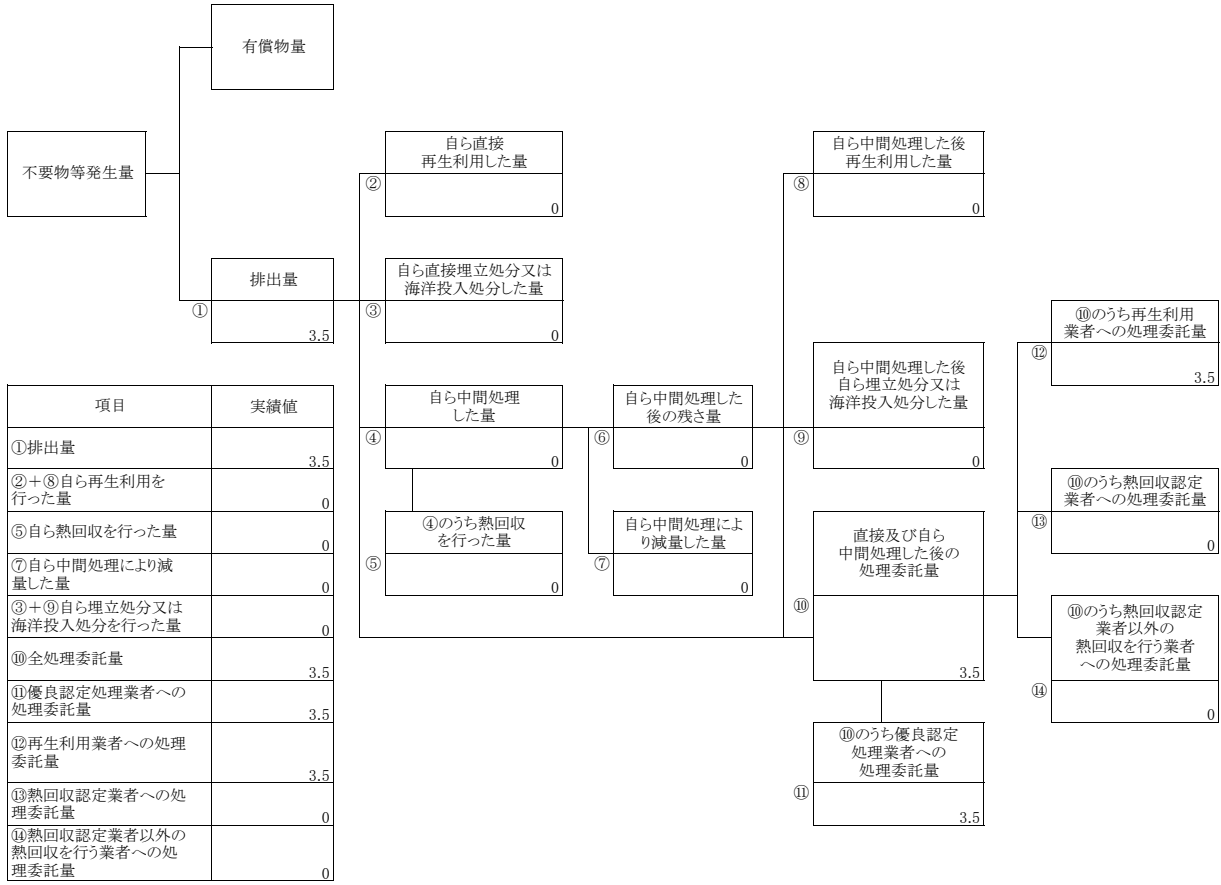 有償物量
不要物等発生量
自ら直接
再生利用した量
②
0
自ら中間処理した後
再生利用した量
⑧
0
排出量
①
3.5
自ら直接埋立処分又は
海洋投入処分した量
③
0
⑩のうち再生利用
業者への処理委託量
⑫
3.5
自ら中間処理した後
自ら埋立処分又は
海洋投入処分した量
⑨
0
自ら中間処理
した量
④
0
自ら中間処理した
後の残さ量
⑥
0
⑩のうち熱回収認定
業者への処理委託量
⑬
0
④のうち熱回収
を行った量
⑤
0
自ら中間処理によ
り減量した量
⑦
0
直接及び自ら
中間処理した後の
処理委託量
⑩
3.5
⑩のうち熱回収認定
業者以外の
熱回収を行う業者
への処理委託量
⑭
0
⑩のうち優良認定
処理業者への
処理委託量
⑪
3.5
項目 実績値
①排出量
3.5
②＋⑧自ら再生利用を
行った量
0
⑤自ら熱回収を行った量
0
⑦自ら中間処理により減
量した量
0
③＋⑨自ら埋立処分又は
海洋投入処分を行った量
0
⑩全処理委託量
3.5
⑪優良認定処理業者への
処理委託量
3.5
⑫再生利用業者への処理
委託量
3.5
⑬熱回収認定業者への処
理委託量
0
⑭熱回収認定業者以外の
熱回収を行う業者への処
理委託量
0